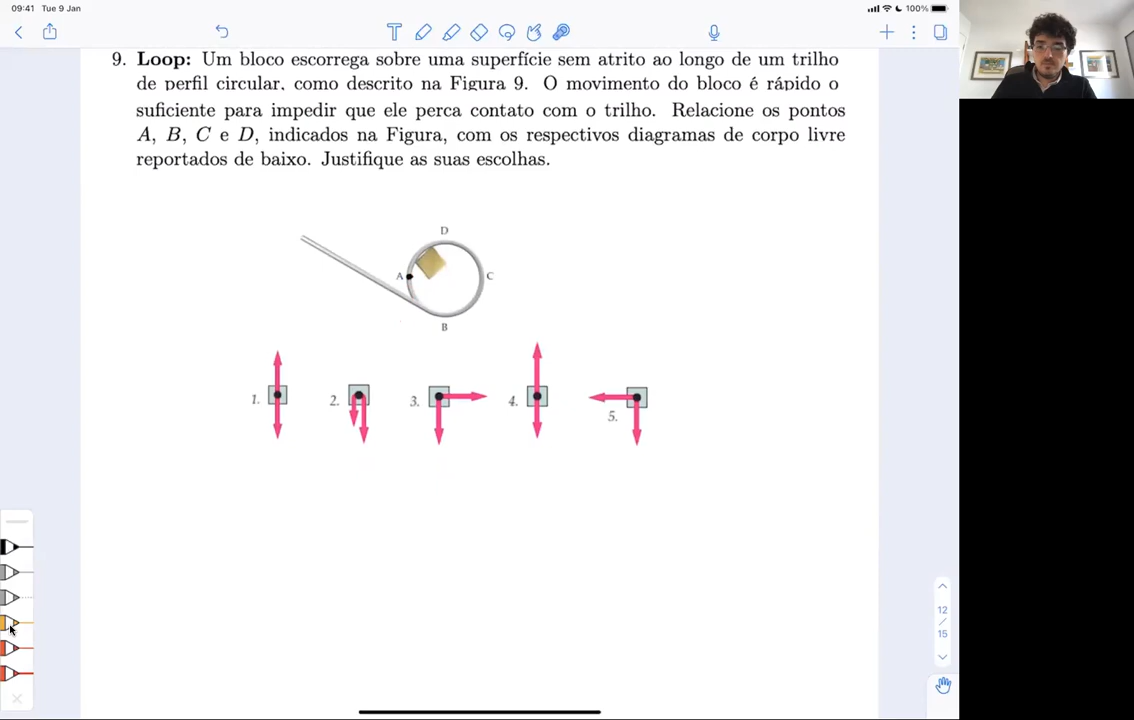 09:41 Tue 9 Jan
100%
9. Loop: Um bloco escorrega sobre uma superfície sem atrito ao longo de um trilho
de perfil circular, como descrito na Figura 9. O movimento do bloco é rápido o
suficiente para impedir que ele perca contato com o trilho. Relacione os pontos
A, B, C e D, indicados na Figura, com os respectivos diagramas de corpo livre
reportados de baixo. Justifique as suas escolhas.
D
A
C
B
1.
2.
3.
4.
5.
12
/
15